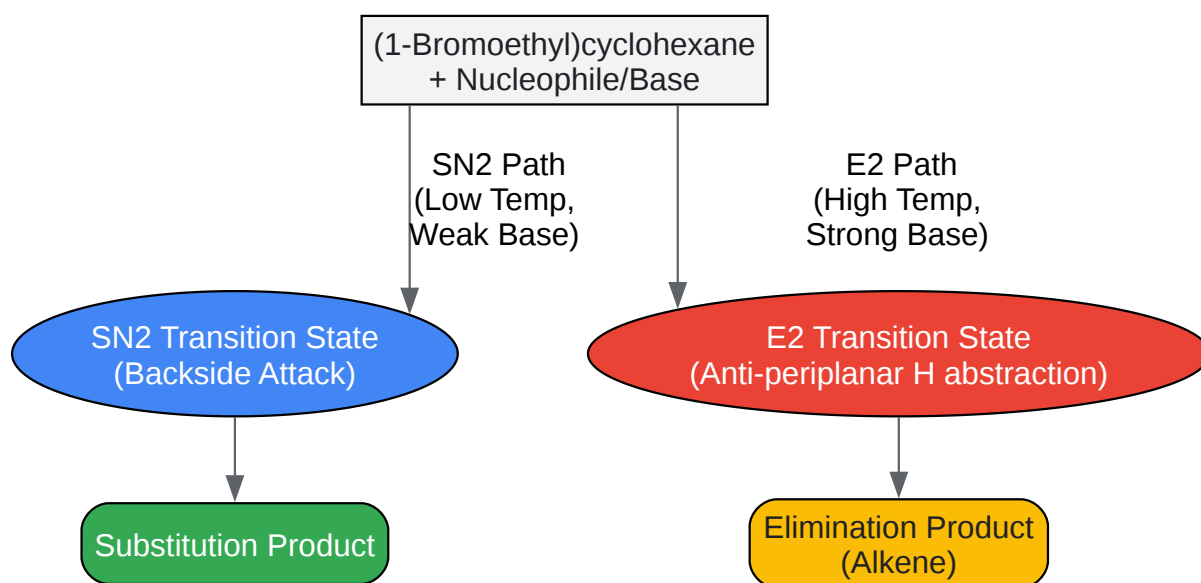 (1-Bromoethyl)cyclohexane
+ Nucleophile/Base
SN2 Path
(Low Temp,
Weak Base)
E2 Path
(High Temp,
Strong Base)
SN2 Transition State
(Backside Attack)
E2 Transition State
(Anti-periplanar H abstraction)
Substitution Product
Elimination Product
(Alkene)